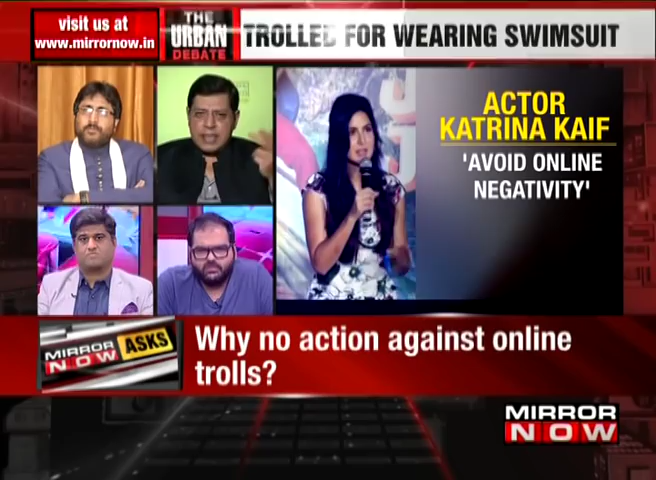 visit us at
www.mirrornow.in
THE
URBAN
DEBATE
TROLLED FOR WEARING SWIMSUIT
ACTOR
KATRINA KAIF
'AVOID ONLINE
NEGATIVITY'
MIRROR
NOW
ASKS
Why no action against online
trolls?
MIRROR
NOW